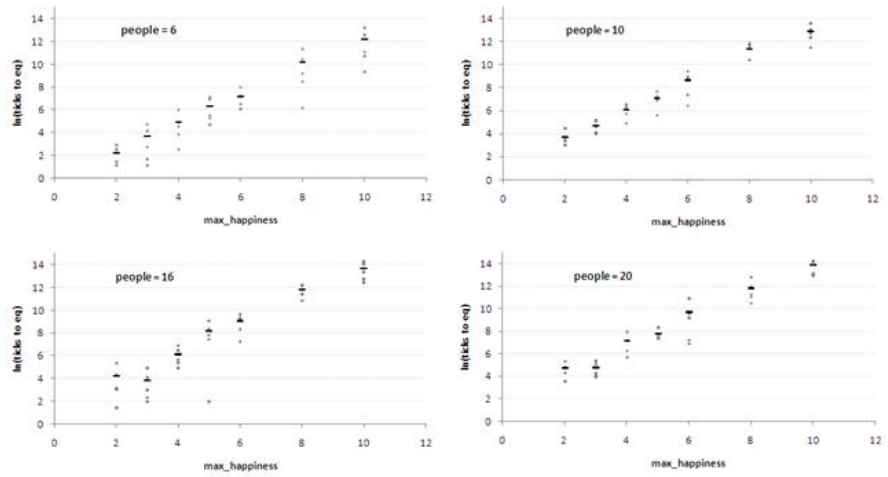 people = 6
ln(ticks to eq)
14
12
10
8
6
4
2
0
0 2 4 6 8 10 12
max_happiness
people = 10
ln(ticks to eq)
14
12
10
8
6
4
2
0
0 2 4 6 8 10 12
max_happiness
people = 16
ln(ticks to eq)
14
12
10
8
6
4
2
0
0 2 4 6 8 10 12
max_happiness
people = 20
ln(ticks to eq)
14
12
10
8
6
4
2
0
0 2 4 6 8 10 12
max_happiness